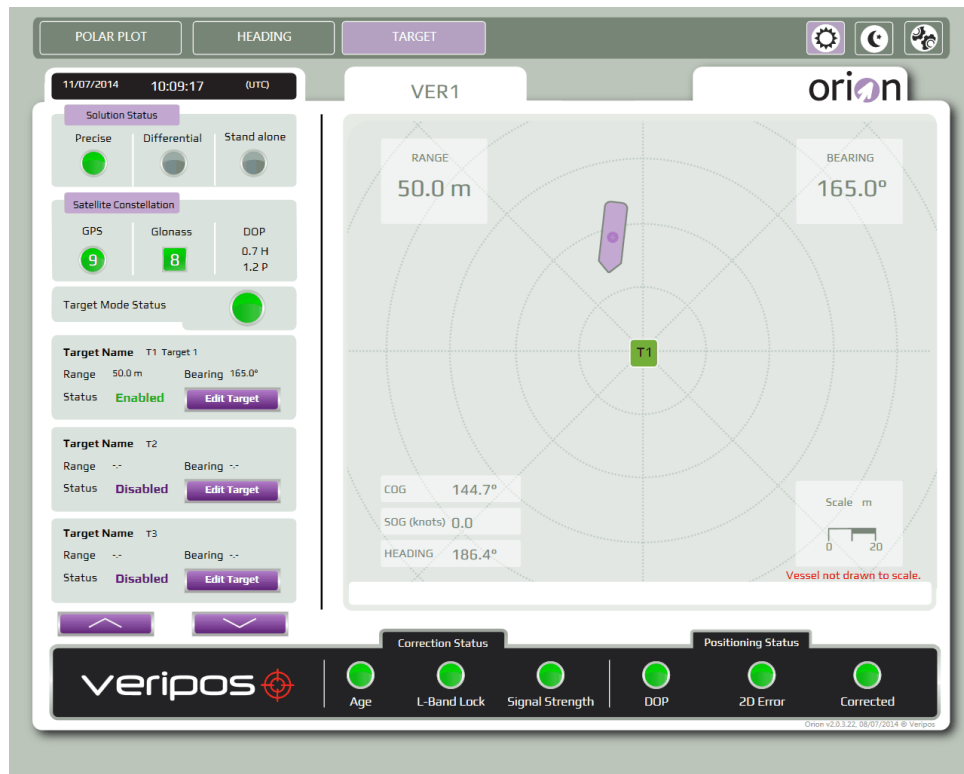 POLAR PLOT
HEADING
TARGET
11/07/2014 10:09:17 (UTC)
VER1
orion
Solution Status
Precise Differential Stand alone
Satellite Constellation
GPS Glonass DOP
9 8 0.7 H
1.2 P
Target Mode Status
Target Name T1 Target 1
Range 50.0 m Bearing 165.0°
Status Enabled Edit Target
Target Name T2
Range -.- Bearing -.-
Status Disabled Edit Target
Target Name T3
Range -.- Bearing -.-
Status Disabled Edit Target
RANGE
50.0 m
BEARING
165.0°
T1
COG 144.7°
SOG (knots) 0.0
HEADING 186.4°
Scale m
0 20
Vessel not drawn to scale.
veripos
Correction Status
Age L-Band Lock Signal Strength
Positioning Status
DOP 2D Error Corrected
Orion v2.0.3.22, 08/07/2014 ® Veripos